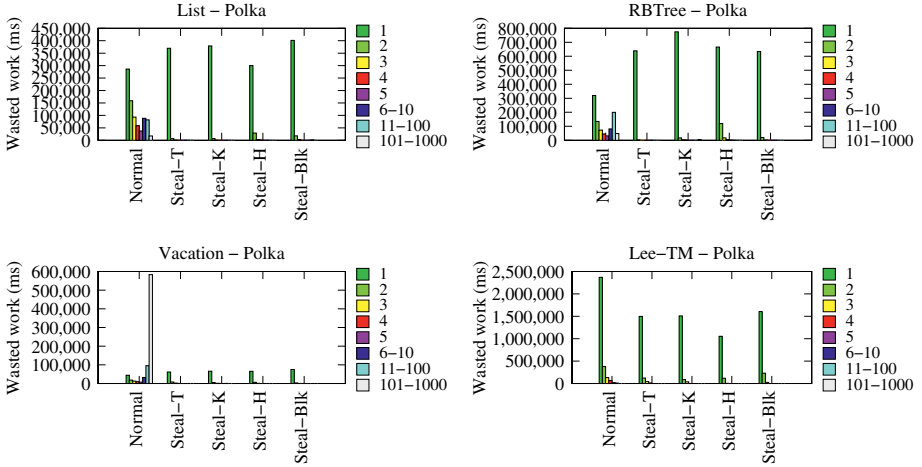 List – Polka
Wasted work (ms)
450,000
400,000
350,000
300,000
250,000
200,000
150,000
100,000
50,000
0
Normal
Steal–T
Steal–K
Steal–H
Steal–Blk
1
2
3
4
5
6–10
11–100
101–1000
RBTree – Polka
Wasted work (ms)
800,000
700,000
600,000
500,000
400,000
300,000
200,000
100,000
0
Normal
Steal–T
Steal–K
Steal–H
Steal–Blk
1
2
3
4
5
6–10
11–100
101–1000
Vacation – Polka
Wasted work (ms)
600,000
500,000
400,000
300,000
200,000
100,000
0
Normal
Steal–T
Steal–K
Steal–H
Steal–Blk
1
2
3
4
5
6–10
11–100
101–1000
Lee–TM – Polka
Wasted work (ms)
2,500,000
2,000,000
1,500,000
1,000,000
500,000
0
Normal
Steal–T
Steal–K
Steal–H
Steal–Blk
1
2
3
4
5
6–10
11–100
101–1000